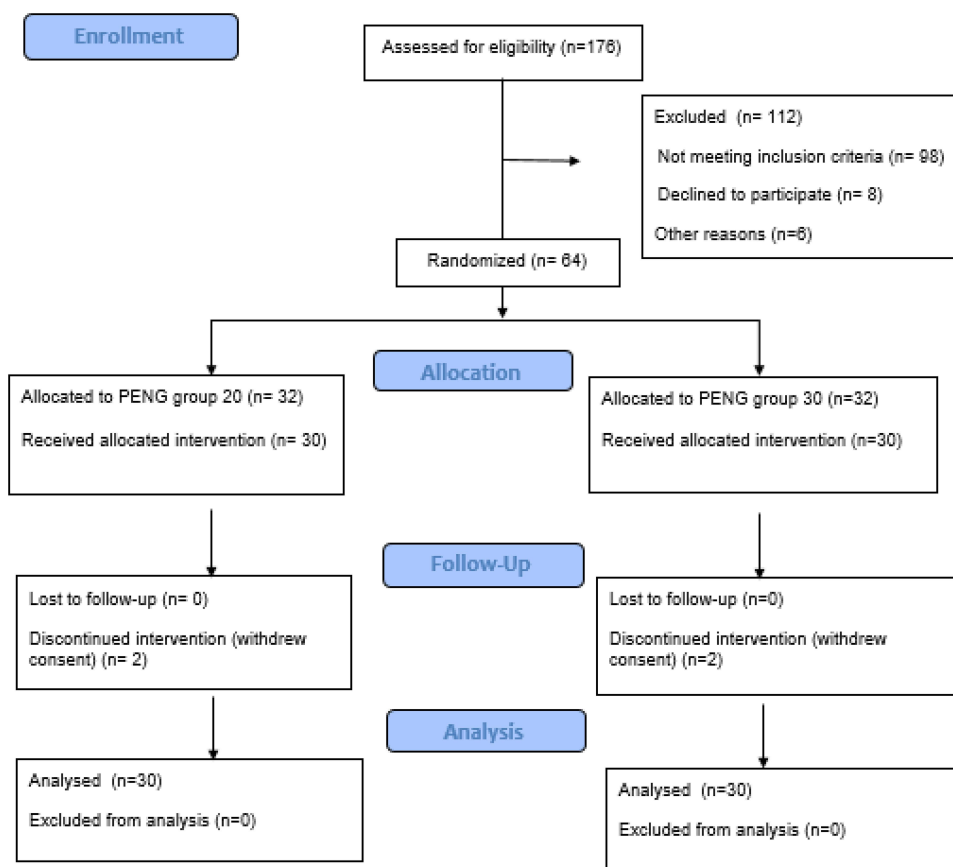 Enrollment
Assessed for eligibility (n=176)
Excluded  (n= 112)
Not meeting inclusion criteria (n= 98)
Declined to participate (n= 8)
Other reasons (n=6)
Randomized (n= 64)
Allocation
Allocated to PENG group 20 (n= 32)
Received allocated intervention (n= 30)
Allocated to PENG group 30 (n=32)
Received allocated intervention (n=30)
Follow-Up
Lost to follow-up (n= 0)
Discontinued intervention (withdrew
consent) (n= 2)
Lost to follow-up (n=0)
Discontinued intervention (withdrew
consent) (n=2)
Analysis
Analysed  (n=30)
Excluded from analysis (n=0)
Analysed  (n=30)
Excluded from analysis (n=0)